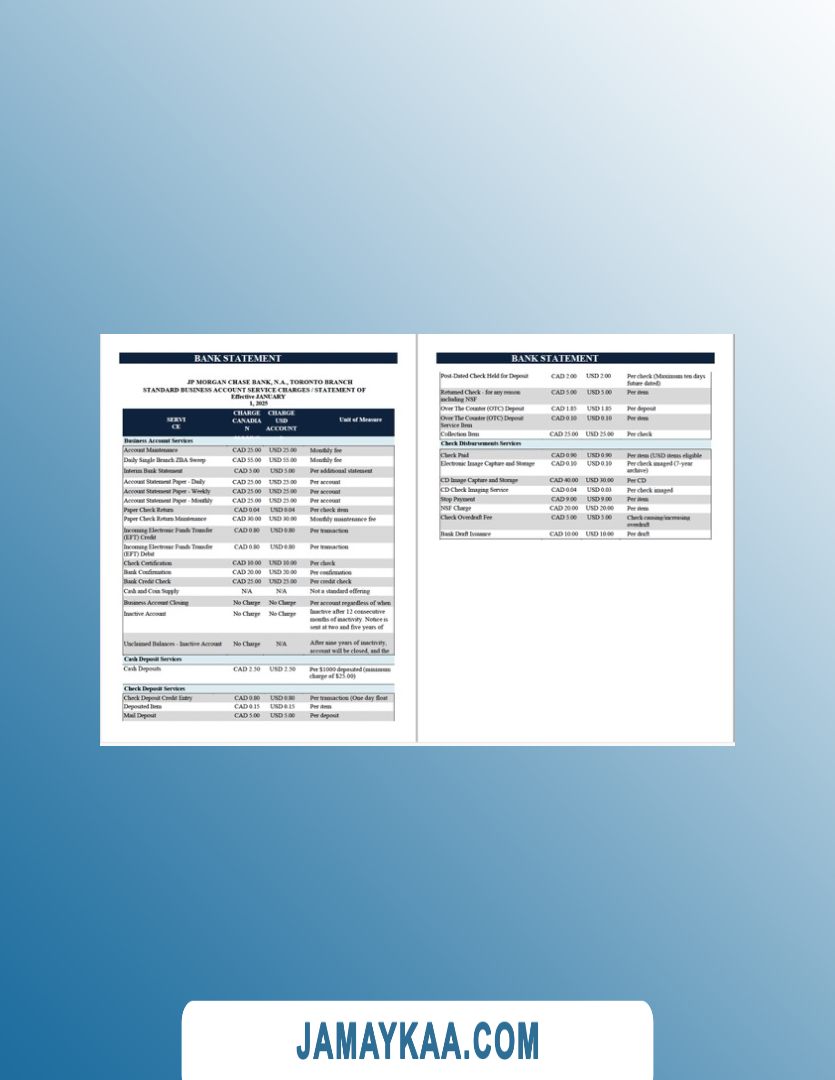 BANK STATEMENT
JP MORGAN CHASE BANK, N.A., TORONTO BRANCH
STANDARD BUSINESS ACCOUNT SERVICE CHARGES / STATEMENT OF
Effective JANUARY
1, 2025
SERVI
CE
CHARGE
CANADIA
N
CHARGE
USD
ACCOUNT
Unit of Measure
Business Account Services
Account Maintenance CAD 25.00 USD 25.00 Monthly fee
Daily Single Branch ZBA Sweep CAD 55.00 USD 55.00 Monthly fee
Interim Bank Statement CAD 5.00 USD 5.00 Per additional statement
Account Statement Paper - Daily CAD 25.00 USD 25.00 Per account
Account Statement Paper - Weekly CAD 25.00 USD 25.00 Per account
Account Statement Paper - Monthly CAD 25.00 USD 25.00 Per account
Paper Check Return CAD 0.04 USD 0.04 Per check item
Paper Check Return Maintenance CAD 30.00 USD 30.00 Monthly maintenance fee
Incoming Electronic Funds Transfer CAD 0.80 USD 0.80 Per transaction
(EFT) Credit
Incoming Electronic Funds Transfer CAD 0.80 USD 0.80 Per transaction
(EFT) Debit
Check Certification CAD 10.00 USD 10.00 Per check
Bank Confirmation CAD 20.00 USD 20.00 Per confirmation
Bank Credit Check CAD 25.00 USD 25.00 Per credit check
Cash and Coin Supply N/A N/A Not a standard offering
Business Account Closing No Charge No Charge Per account regardless of when
Inactive Account No Charge No Charge Inactive after 12 consecutive
months of inactivity. Notice is
sent at two and five years of
Unclaimed Balances - Inactive Account No Charge N/A After nine years of inactivity,
account will be closed, and the
Cash Deposit Services
Cash Deposits CAD 2.50 USD 2.50 Per $1000 deposited (minimum
charge of $25.00)
Check Deposit Services
Check Deposit Credit Entry CAD 0.80 USD 0.80 Per transaction (One day float
Deposited Item CAD 0.15 USD 0.15 Per item
Mail Deposit CAD 5.00 USD 5.00 Per deposit
BANK STATEMENT
Post-Dated Check Held for Deposit CAD 2.00 USD 2.00 Per check (Maximum ten days
future dated)
Returned Check - for any reason CAD 5.00 USD 5.00 Per item
including NSF
Over The Counter (OTC) Deposit CAD 1.85 USD 1.85 Per deposit
Over The Counter (OTC) Deposit CAD 0.10 USD 0.10 Per item
Service Item
Collection Item CAD 25.00 USD 25.00 Per check
Check Disbursements Services
Check Paid CAD 0.90 USD 0.90 Per item (USD items eligible
Electronic Image Capture and Storage CAD 0.10 USD 0.10 Per check imaged (7-year
archive)
CD Image Capture and Storage CAD 40.00 USD 30.00 Per CD
CD Check Imaging Service CAD 0.04 USD 0.03 Per check imaged
Stop Payment CAD 9.00 USD 9.00 Per item
NSF Charge CAD 20.00 USD 20.00 Per item
Check Overdraft Fee CAD 5.00 USD 5.00 Check causing/increasing
overdraft
Bank Draft Issuance CAD 10.00 USD 10.00 Per draft
JAMAYKAA.COM